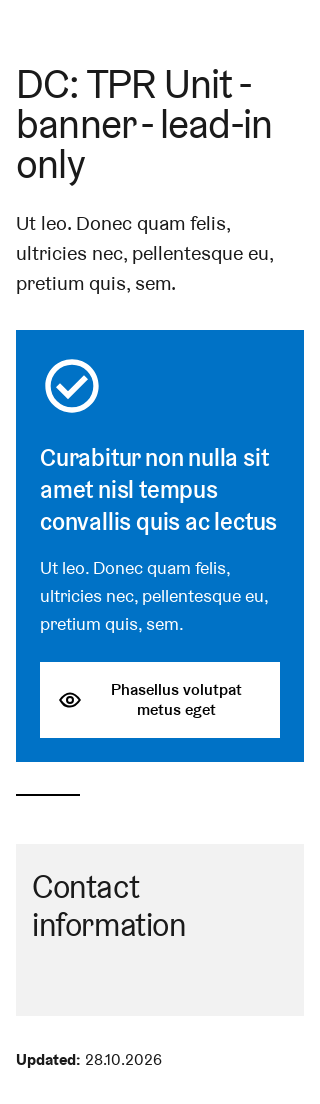 DC: TPR Unit -
banner - lead-in
only
Ut leo. Donec quam felis,
ultricies nec, pellentesque eu,
pretium quis, sem.
Curabitur non nulla sit
amet nisl tempus
convallis quis ac lectus
Ut leo. Donec quam felis,
ultricies nec, pellentesque eu,
pretium quis, sem.
Phasellus volutpat
metus eget
Contact
information
Updated: 28.10.2026